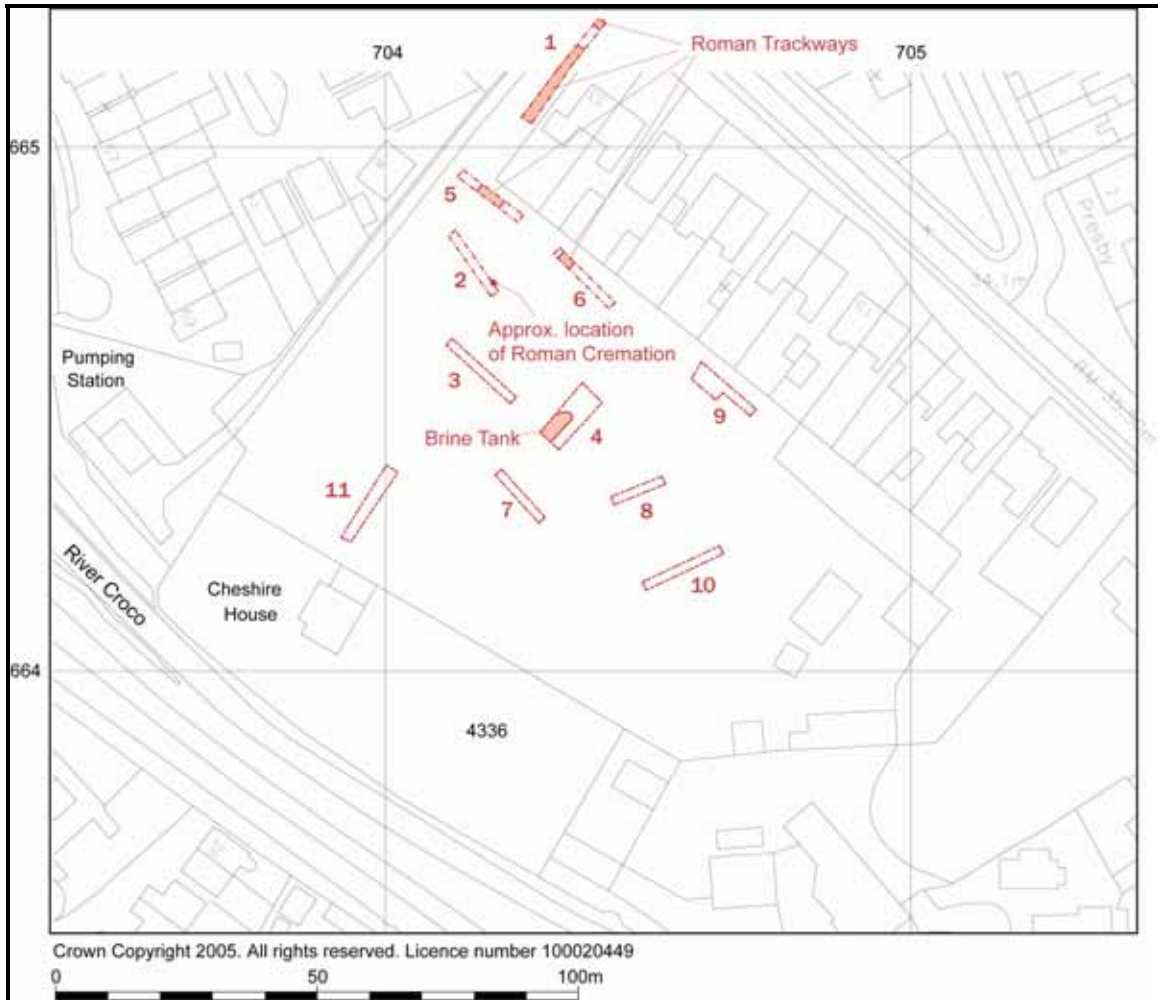 704
705
1
Roman Trackways
665
5
2
6
Approx. location
of Roman Cremation
Pumping
Station
3
9
4
Brine Tank
11
7
8
River Croco
Cheshire
House
10
664
4336
Presby
34.1m
Crown Copyright 2005. All rights reserved. Licence number 100020449
0
50
100m